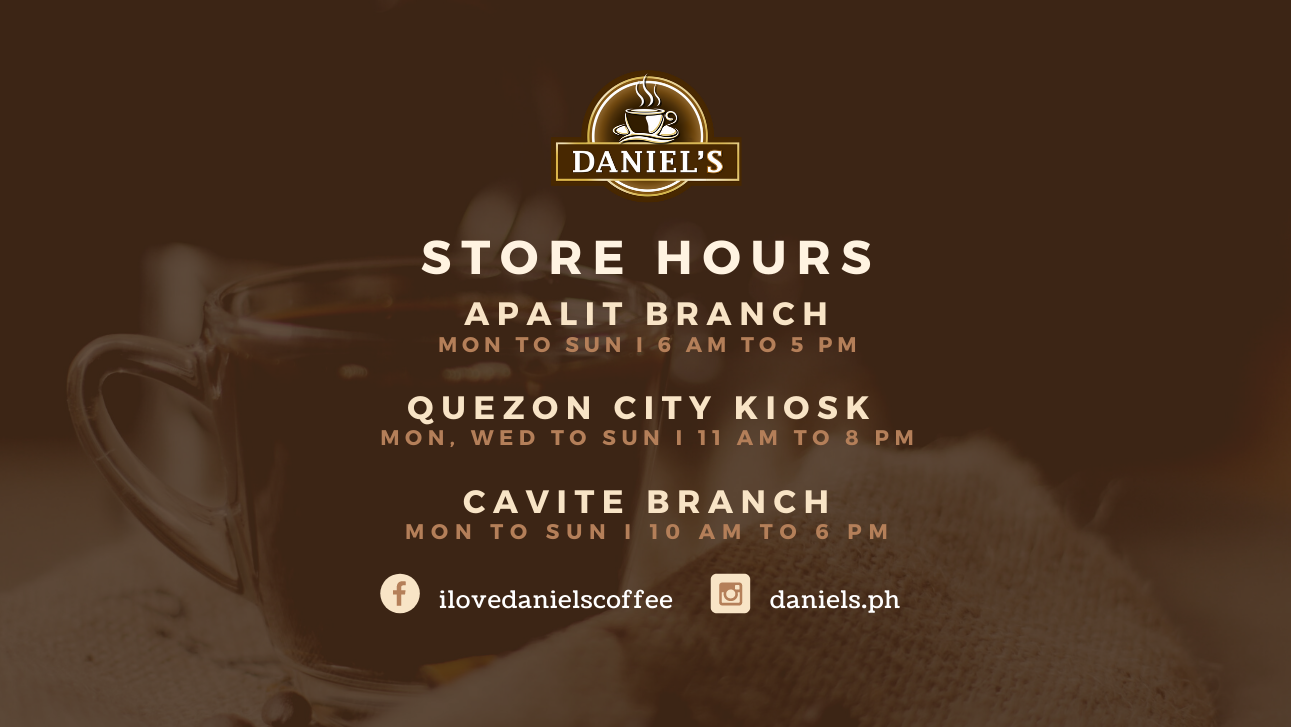 DANIEL'S
STORE HOURS
APALIT BRANCH
MON TO SUN I 6 AM TO 5 PM
QUEZON CITY KIOSK
MON, WED TO SUN I 11 AM TO 8 PM
CAVITE BRANCH
MON TO SUN I 10 AM TO 6 PM
ilovedanielscoffee daniels.ph